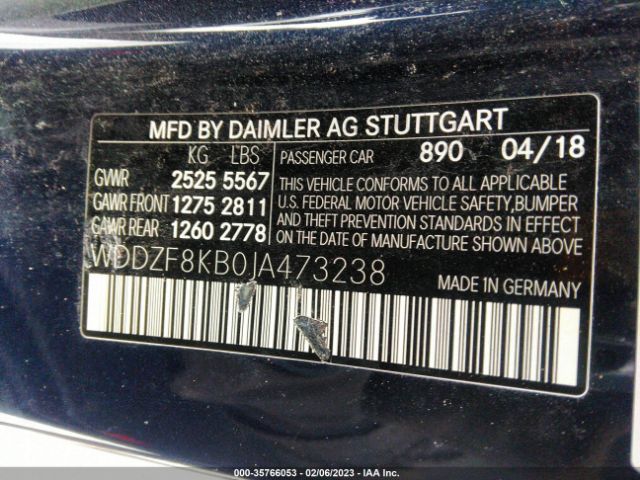 MFD BY DAIMLER AG STUTTGART
KG LBS
GVWR 2525 5567
GAWR FRONT 1275 2811
GAWR REAR 1260 2778
PASSENGER CAR 890 04/18
THIS VEHICLE CONFORMS TO ALL APPLICABLE
U.S. FEDERAL MOTOR VEHICLE SAFETY,BUMPER
AND THEFT PREVENTION STANDARDS IN EFFECT
ON THE DATE OF MANUFACTURE SHOWN ABOVE.
WDDZF8KB0JA473238
MADE IN GERMANY
000-35766053 - 02/06/2023 - IAA Inc.